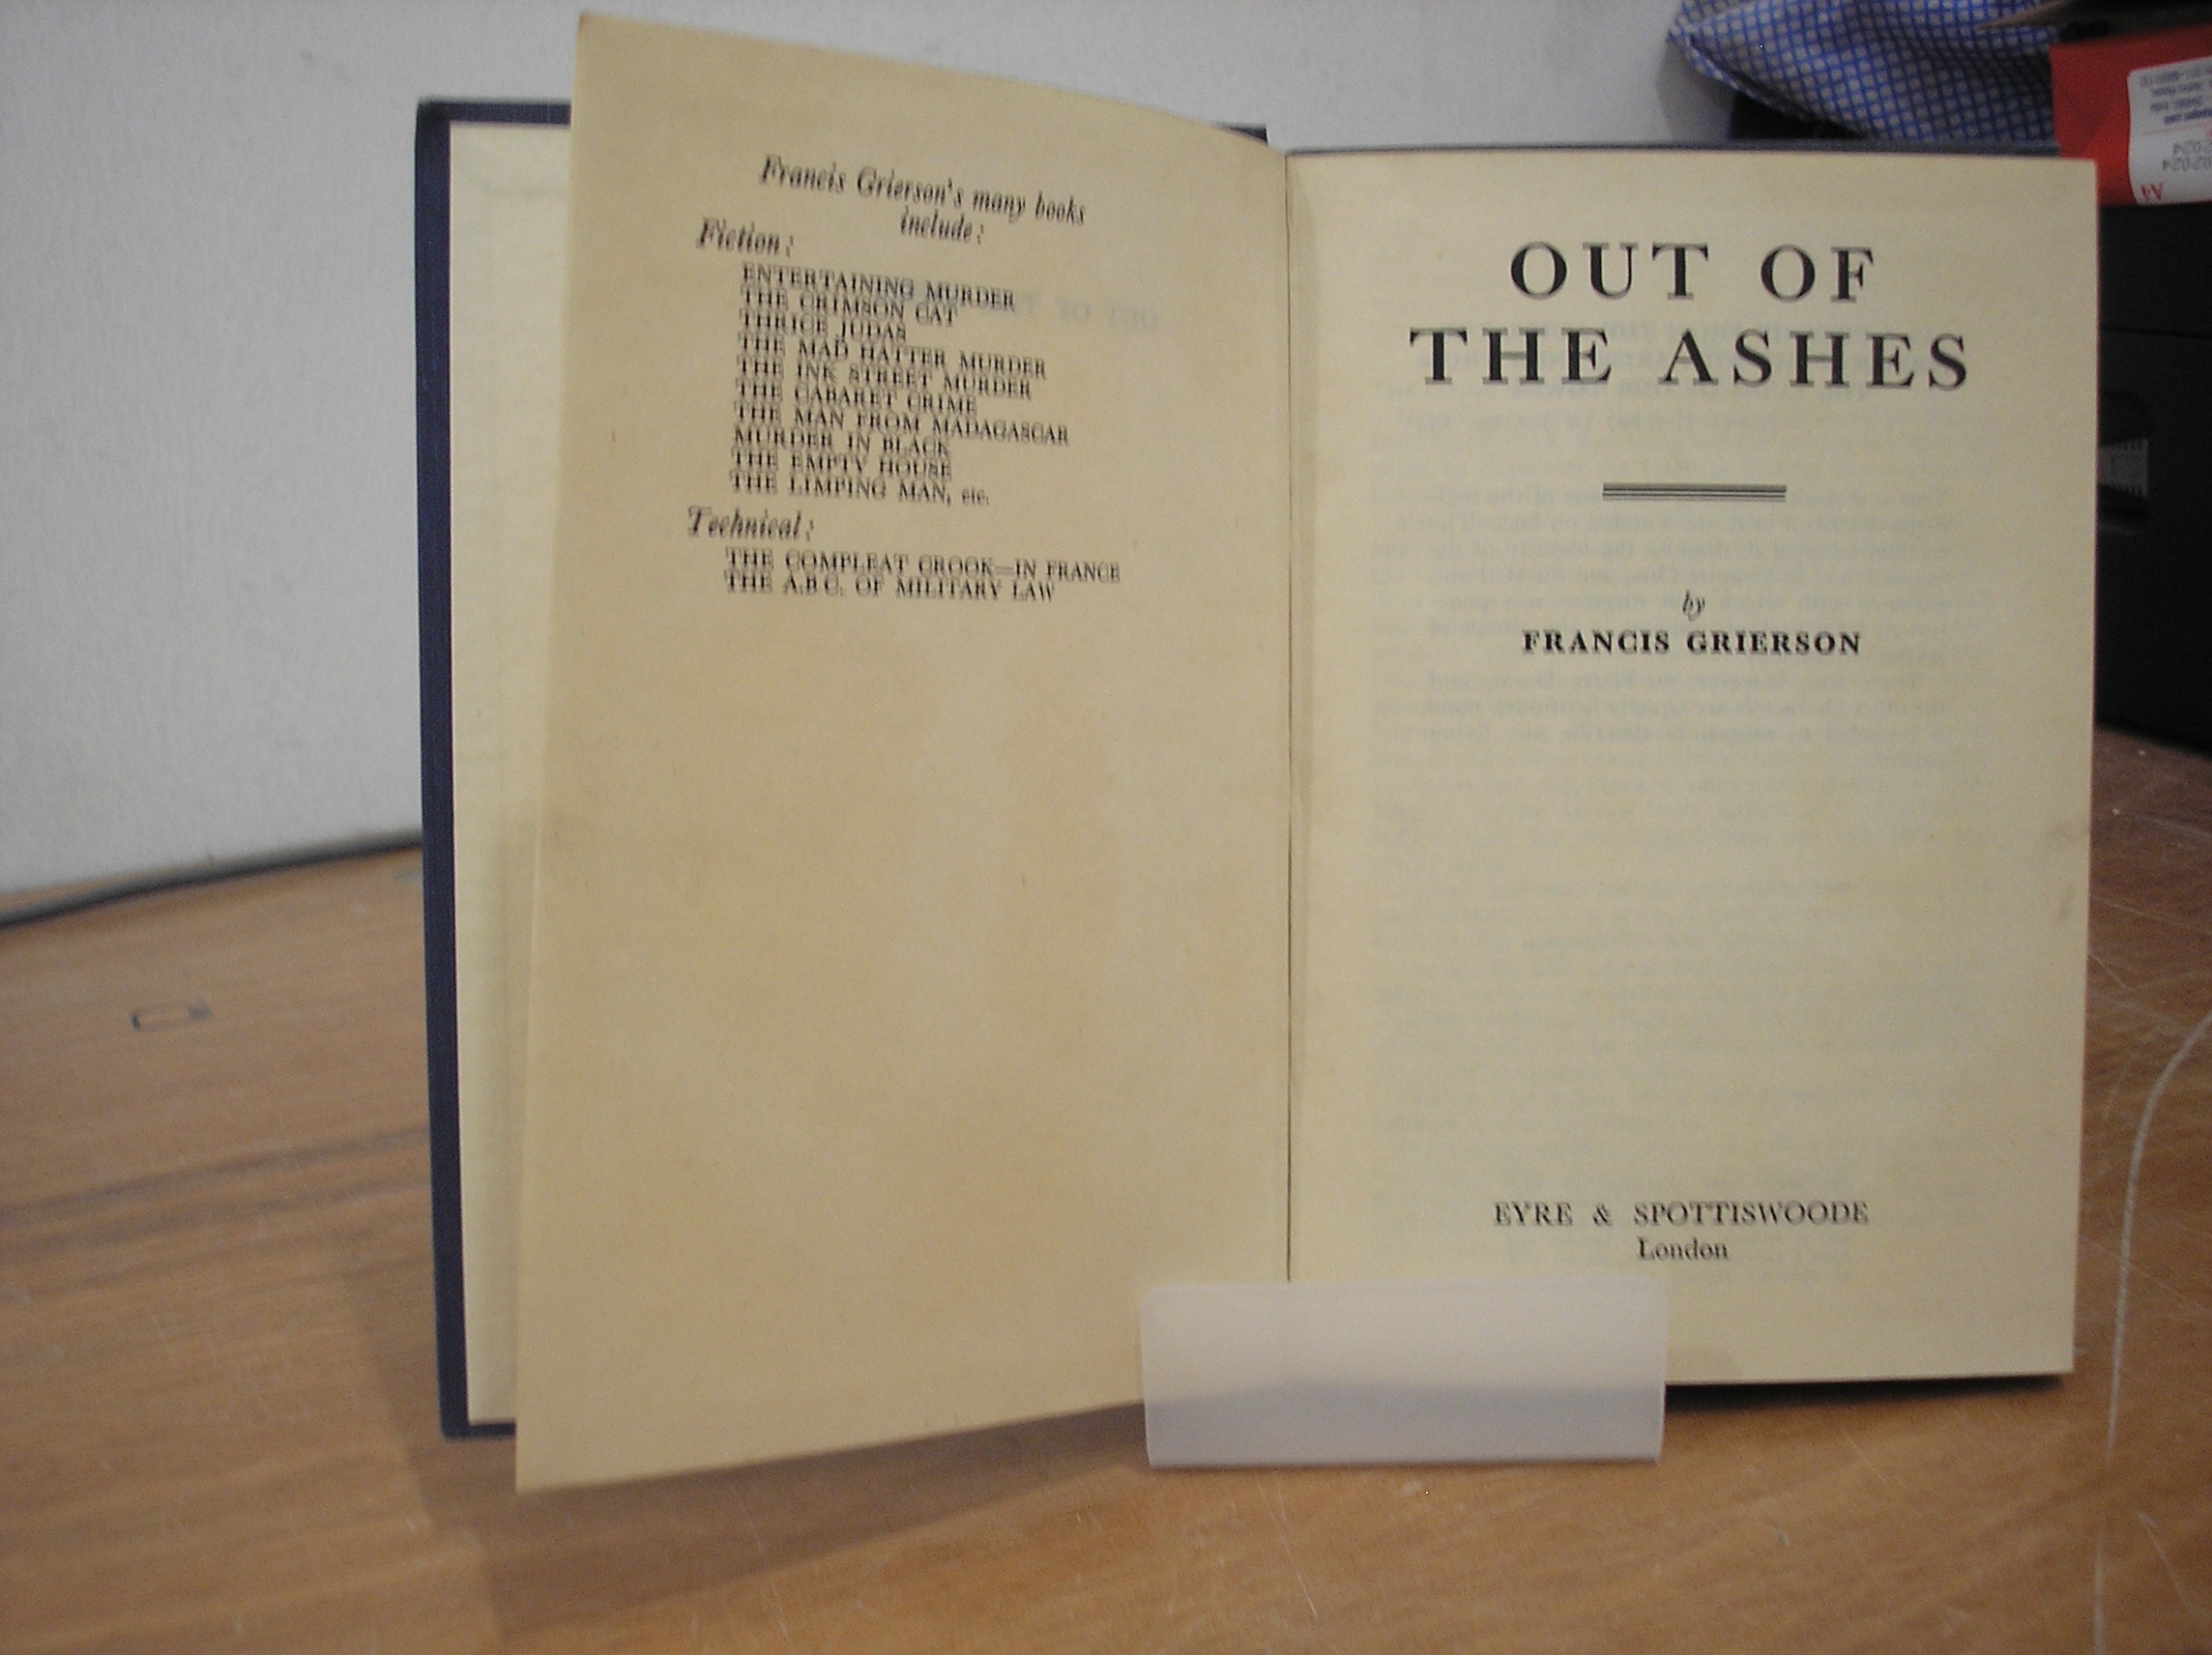 Francis Grierson's many books
include:
Fiction:
ENTERTAINING MURDER
THE CRIMSON CAT
THRICE JUDAS
THE MAD HATTER MURDER
THE INK STREET MURDER
THE CABARET CRIME
THE MAN FROM MADAGASCAR
MURDER IN BLACK
THE EMPTY HOUSE
THE LIMPING MAN, etc.
Technical:
THE COMPLEAT CROOK—IN FRANCE
THE A.B.C. OF MILITARY LAW
OUT OF
THE ASHES
by
FRANCIS GRIERSON
EYRE & SPOTTISWOODE
London
A4